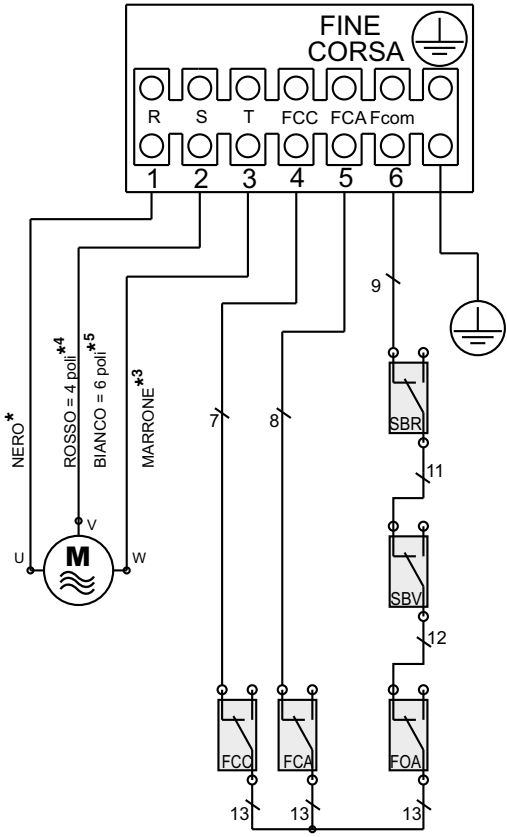 FINE
CORSA
R S T FCC FCA Fcom
1 2 3 4 5 6
9
NERO*
ROSSO = 4 poli*4
BIANCO = 6 poli*5
MARRONE*3
7
8
SBR
11
V
U
M
W
SBV
12
FCC
FCA
FOA
13
13
13